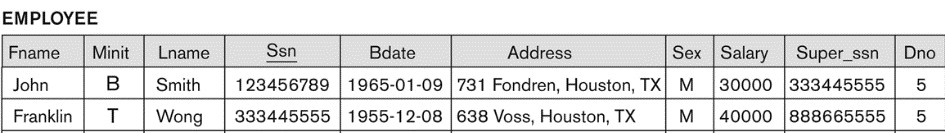 EMPLOYEE
Fname Minit Lname Ssn Bdate Address Sex Salary Super_ssn Dno
John B Smith 123456789 1965-01-09 731 Fondren, Houston, TX M 30000 333445555 5
Franklin T Wong 333445555 1955-12-08 638 Voss, Houston, TX M 40000 888665555 5